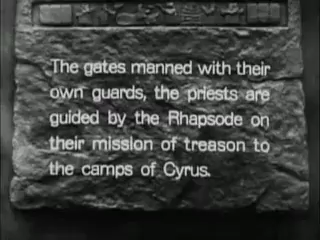 The gates manned with their
own guards, the priests are
guided by the Rhapsode on
their mission of treason to
the camps of Cyrus.